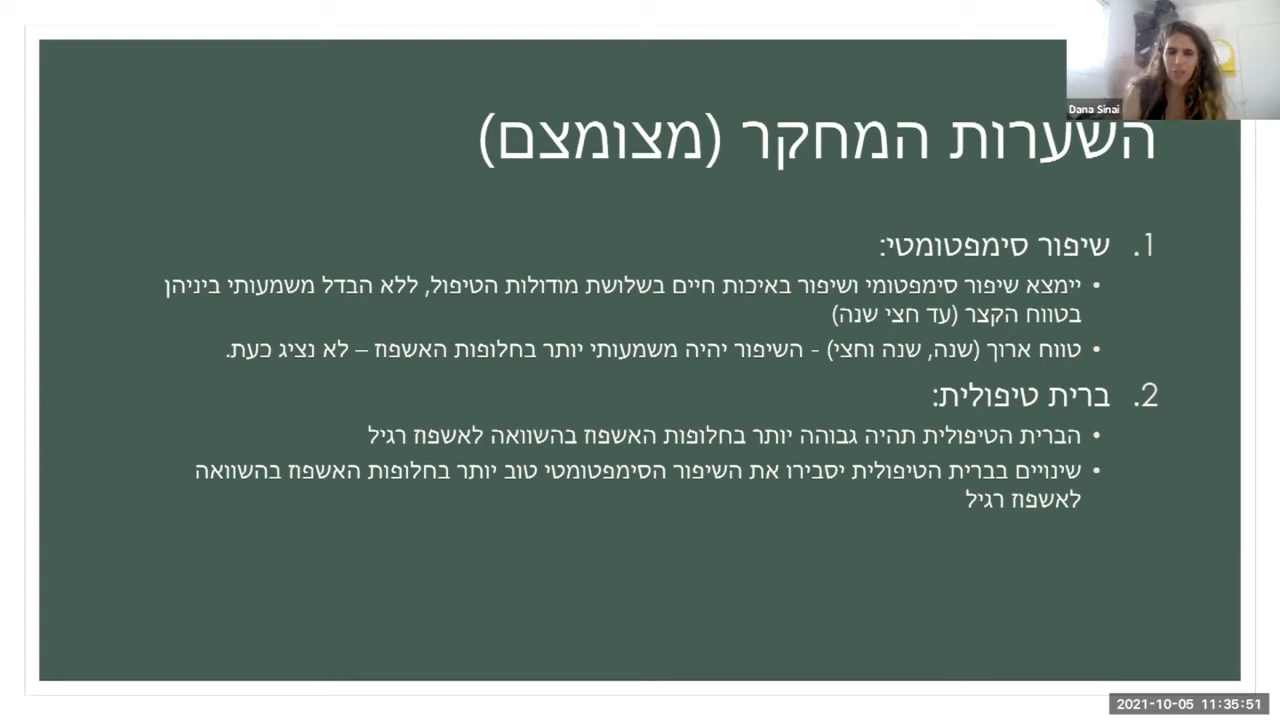 Dana Sinai
השערות המחקר (מצומצם)
1. שיפור סימפטומטי:
• יימצא שיפור סימפטומי ושיפור באיכות חיים בשלושת מודולות הטיפול, ללא הבדל משמעותי ביניהן
בטווח הקצר (עד חצי שנה)
• טווח ארוך (שנה, שנה וחצי) - השיפור יהיה משמעותי יותר בחלופות האשפוז – לא נציג כעת.
2. ברית טיפולית:
• הברית הטיפולית תהיה גבוהה יותר בחלופות האשפוז בהשוואה לאשפוז רגיל
• שינויים בברית הטיפולית יסבירו את השיפור הסימפטומטי טוב יותר בחלופות האשפוז בהשוואה
לאשפוז רגיל
2021-10-05 11:35:51